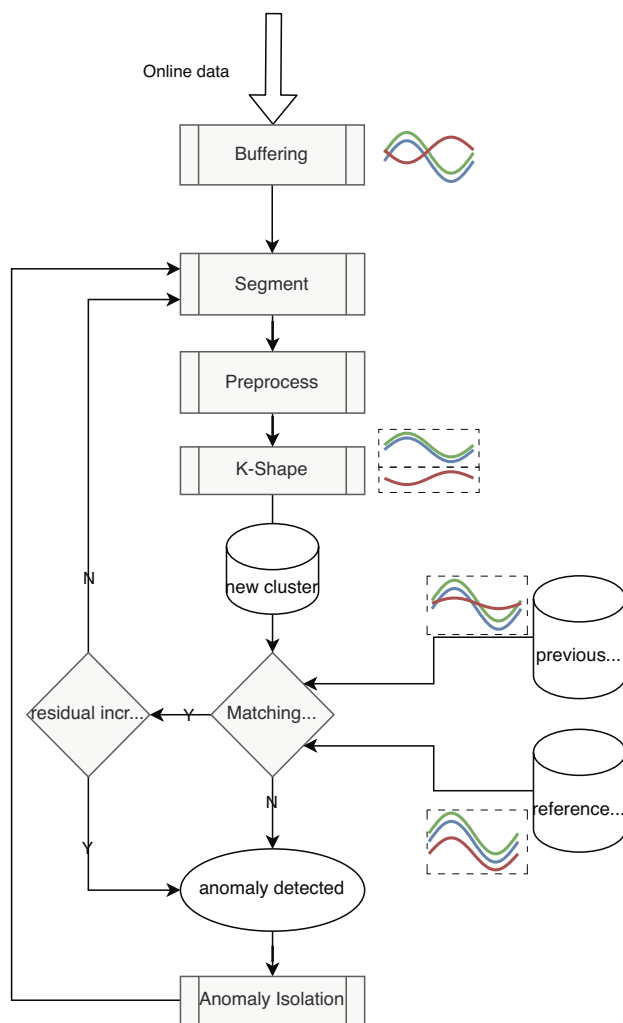 Online data
Buffering
Segment
Preprocess
K-Shape
new cluster
N
previous...
residual incr...
Y
Matching...
N
reference...
Y
anomaly detected
Anomaly Isolation